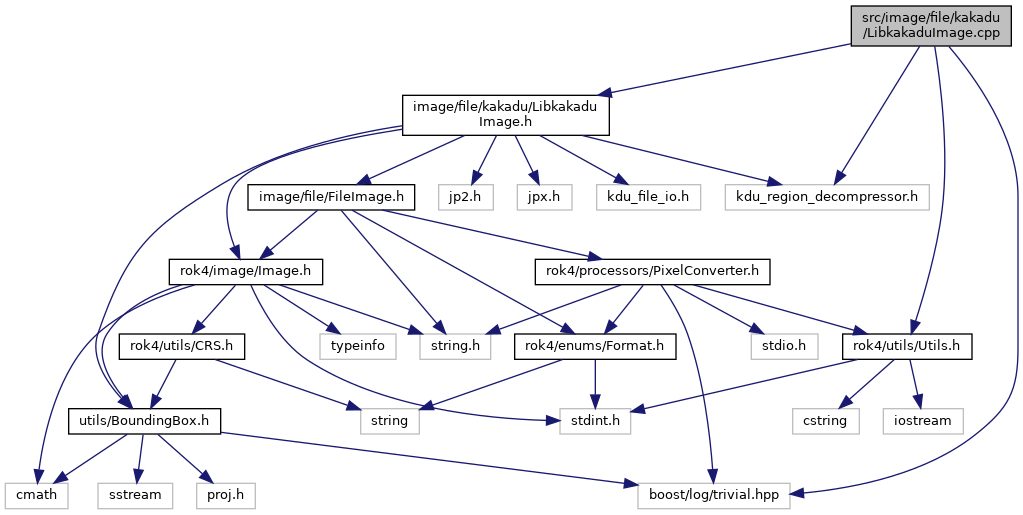 src/image/file/kakadu
/LibkakaduImage.cpp
image/file/kakadu/Libkakadu
Image.h
image/file/FileImage.h
jp2.h
jpx.h
kdu_file_io.h
kdu_region_decompressor.h
rok4/image/Image.h
rok4/processors/PixelConverter.h
rok4/utils/CRS.h
typeinfo
string.h
rok4/enums/Format.h
stdio.h
rok4/utils/Utils.h
utils/BoundingBox.h
string
stdint.h
cstring
iostream
cmath
sstream
proj.h
boost/log/trivial.hpp